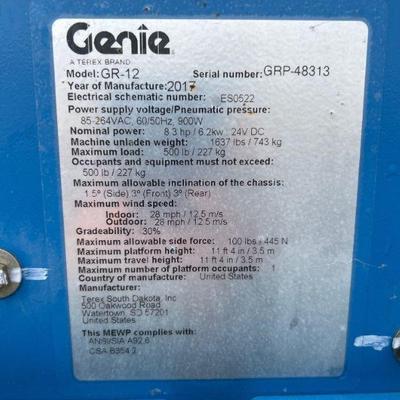 Genie
A TEREX BRAND
Model: GR-12 Serial number: GRP-48313
Year of Manufacture: 2017
Electrical schematic number: ES0522
Power supply voltage/Pneumatic pressure:
85-264VAC, 60/50Hz, 900W
Nominal power: 8.3 hp / 6.2kw, 24V DC
Machine unladen weight: 1637 lbs / 743 kg
Maximum load: 500 lb / 227 kg
Occupants and equipment must not exceed:
500 lb / 227 kg
Maximum allowable inclination of the chassis:
1.5° (Side) 3° (Front) 3° (Rear)
Maximum wind speed:
Indoor: 28 mph / 12.5 m/s
Outdoor: 28 mph / 12.5 m/s
Gradeability: 30%
Maximum allowable side force: 100 lbs / 445 N
Maximum platform height: 11 ft 4 in / 3.5 m
Maximum travel height: 11 ft 4 in / 3.5 m
Maximum number of platform occupants: 1
Country of manufacture: United States
Manufacturer:
Terex South Dakota, Inc
500 Oakwood Road
Watertown, SD 57201
United States
This MEWP complies with:
ANSI/SIA A92.6
CSA B354.2